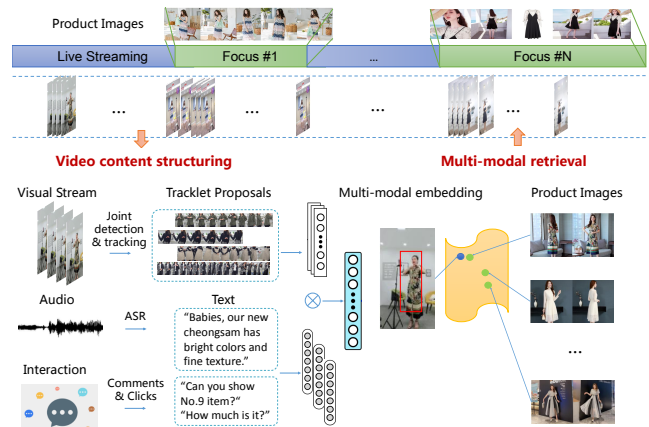 Product Images
Live Streaming
Focus #1
...
Focus #N
...
...
...
...
Video content structuring
Multi-modal retrieval
Visual Stream
Tracklet Proposals
Multi-modal embedding
Product Images
Joint
detection
& tracking
Audio
Text
ASR
“Babies, our new
cheongsam has
bright colors and
fine texture.”
...
Interaction
Comments
& Clicks
“Can you show
No.9 item?”
“How much is it?”